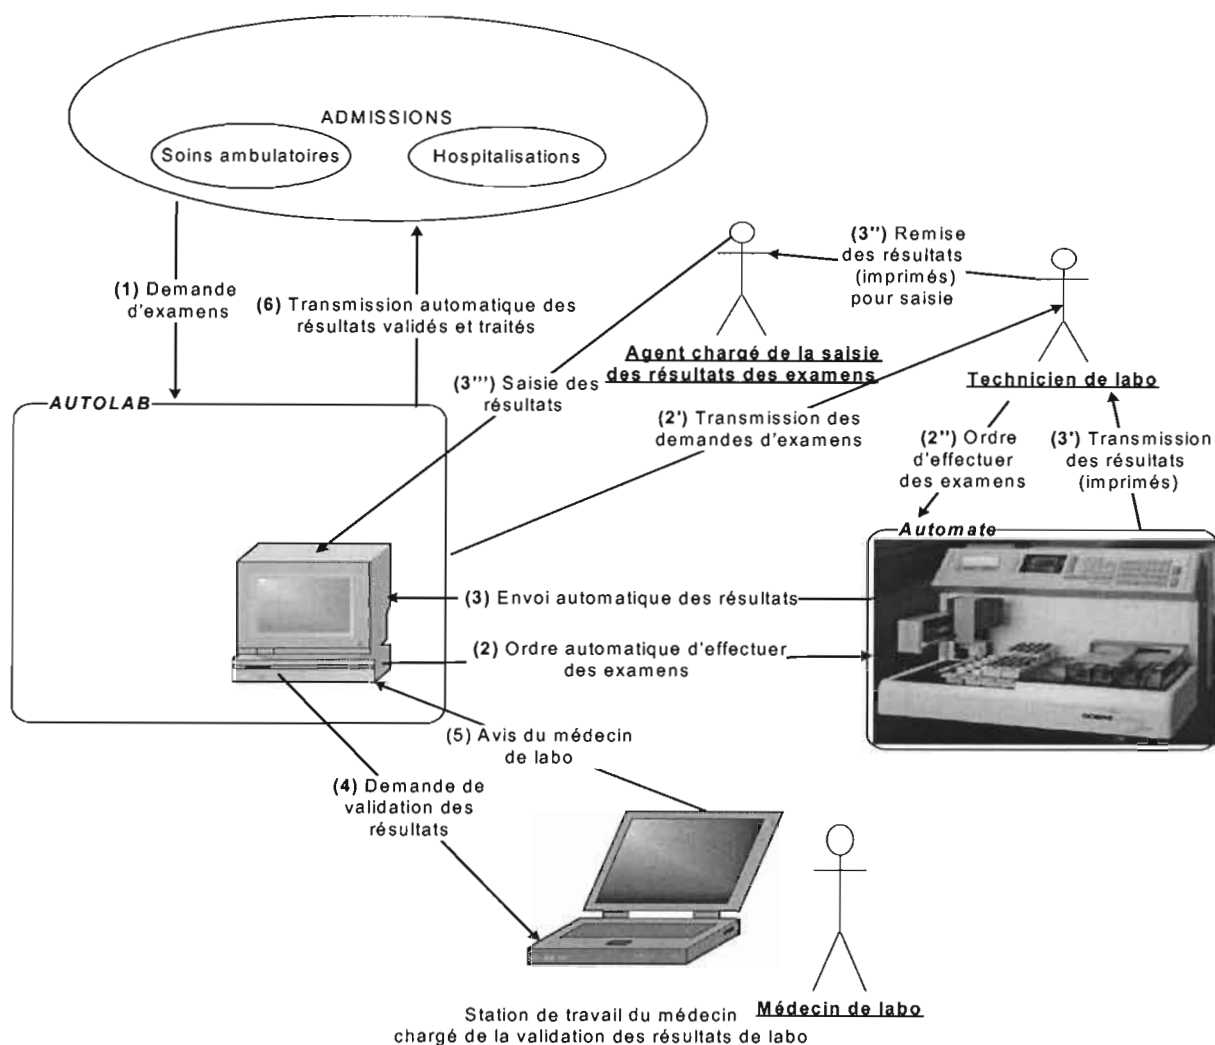 ADMISSIONS
Soins ambulatoires
Hospitalisations
(1) Demande
d'examens
(6) Transmission automatique des
résultats validés et traités
(3'') Remise
des résultats
(imprimés)
pour saisie
Agent chargé de la saisie
des résultats des examens
Technicien de labo
(3''') Saisie des
résultats
(2') Transmission des
demandes d'examens
(2'') Ordre
d'effectuer
des examens
(3') Transmission
des résultats
(imprimés)
AUTOLAB
Automate
(3) Envoi automatique des résultats
(2) Ordre automatique d'effectuer
des examens
(5) Avis du médecin
de labo
(4) Demande de
validation des
résultats
Station de travail du médecin
chargé de la validation des résultats de labo
Médecin de labo